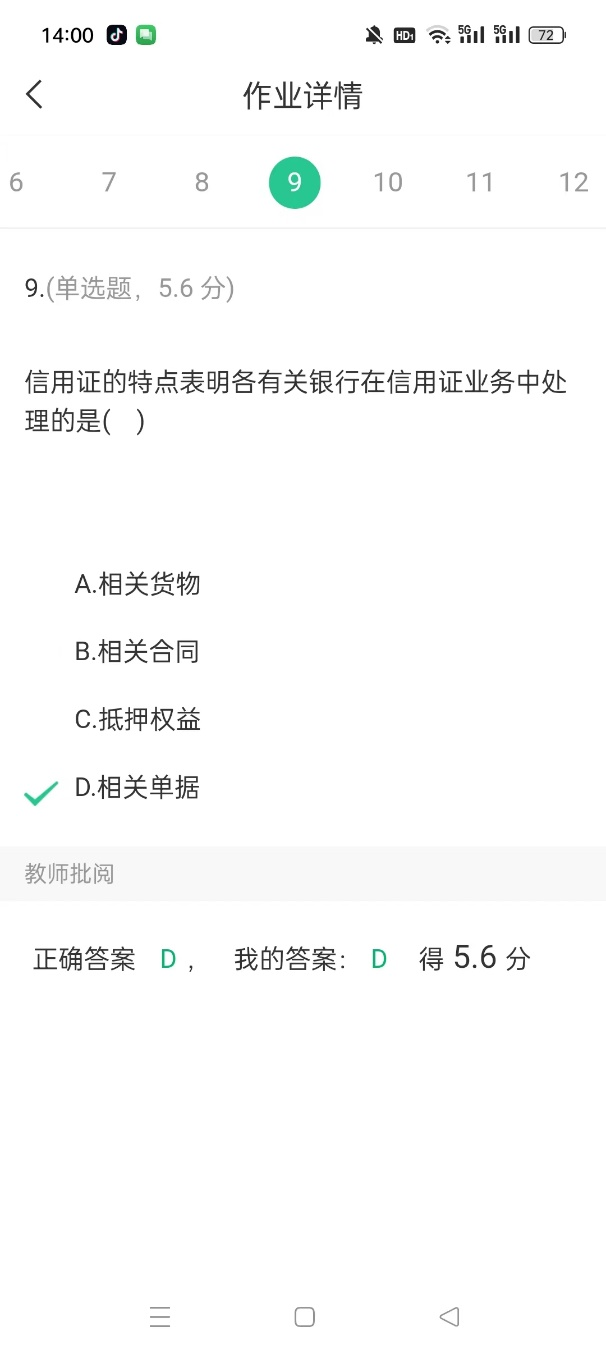 14:00 HD1 5G 5G 72
作业详情
6 7 8 9 10 11 12
9.(单选题，5.6 分)
信用证的特点表明各有关银行在信用证业务中处
理的是( )
A.相关货物
B.相关合同
C.抵押权益
D.相关单据
教师批阅
正确答案 D， 我的答案： D 得 5.6 分